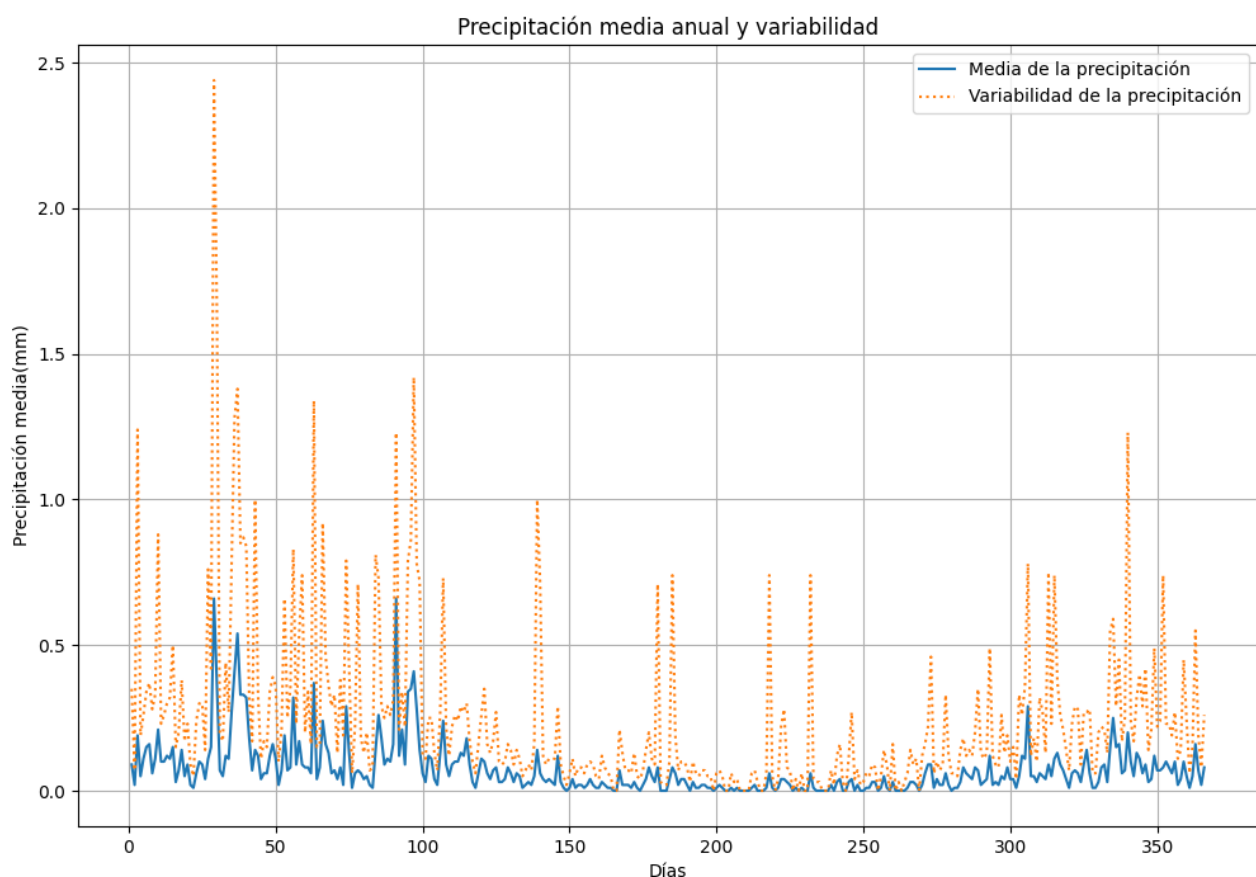 Precipitación media anual y variabilidad
Media de la precipitación
Variabilidad de la precipitación
Precipitación media(mm)
2.5
2.0
1.5
1.0
0.5
0.0
0 50 100 150 200 250 300 350
Días